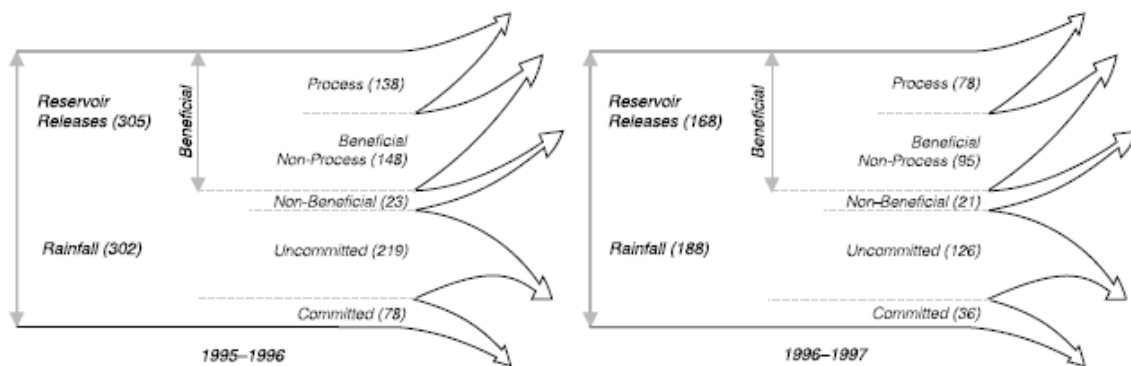 Process (138)
Reservoir
Releases (305)
Beneficial
Beneficial
Non-Process (148)
Non-Beneficial (23)
Rainfall (302)
Uncommitted (219)
Committed (78)
1995–1996
Process (78)
Reservoir
Releases (168)
Beneficial
Beneficial
Non-Process (95)
Non–Beneficial (21)
Rainfall (188)
Uncommitted (126)
Committed (36)
1996–1997